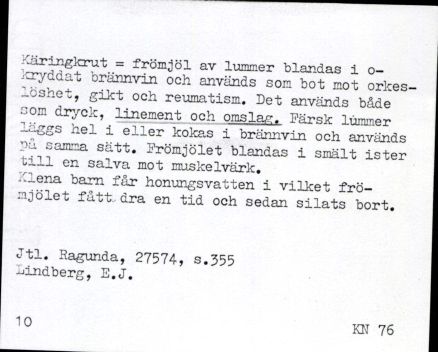 Käringkrut = frömjöl av lummer blandas i o-
kryddat brännvin och används som bot mot orkes-
löshet, gikt och reumatism. Det används både
som dryck, linement och omslag. Färsk lummer
läggs hel i eller kokas i brännvin och används
på samma sätt. Frömjölet blandas i smält ister
till en salva mot muskelvärk.
Klena barn får honungsvatten i vilket frö-
mjölet fått dra en tid och sedan silats bort.
Jtl. Ragunda, 27574, s.355
Lindberg, E.J.
10
KN 76